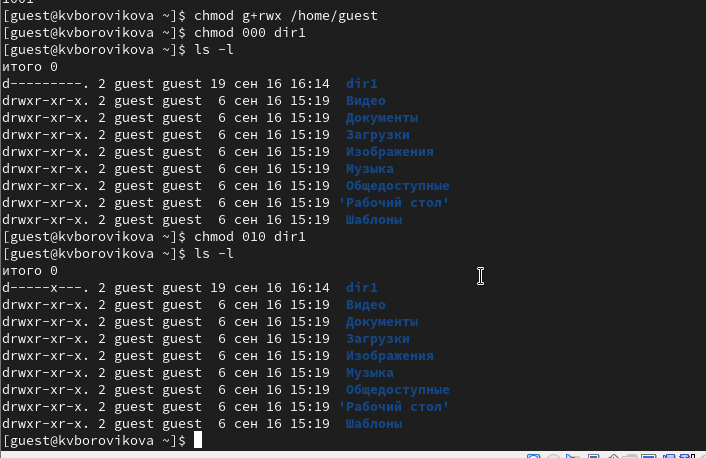 [guest@kvborovikova ~]$ chmod g+rwx /home/guest
[guest@kvborovikova ~]$ chmod 000 dir1
[guest@kvborovikova ~]$ ls -l
итого 0
d---------. 2 guest guest 19 сен 16 16:14  dir1
drwxr-xr-x. 2 guest guest  6 сен 16 15:19  Видео
drwxr-xr-x. 2 guest guest  6 сен 16 15:19  Документы
drwxr-xr-x. 2 guest guest  6 сен 16 15:19  Загрузки
drwxr-xr-x. 2 guest guest  6 сен 16 15:19  Изображения
drwxr-xr-x. 2 guest guest  6 сен 16 15:19  Музыка
drwxr-xr-x. 2 guest guest  6 сен 16 15:19  Общедоступные
drwxr-xr-x. 2 guest guest  6 сен 16 15:19 'Рабочий стол'
drwxr-xr-x. 2 guest guest  6 сен 16 15:19  Шаблоны
[guest@kvborovikova ~]$ chmod 010 dir1
[guest@kvborovikova ~]$ ls -l
итого 0
d-----x---. 2 guest guest 19 сен 16 16:14  dir1
drwxr-xr-x. 2 guest guest  6 сен 16 15:19  Видео
drwxr-xr-x. 2 guest guest  6 сен 16 15:19  Документы
drwxr-xr-x. 2 guest guest  6 сен 16 15:19  Загрузки
drwxr-xr-x. 2 guest guest  6 сен 16 15:19  Изображения
drwxr-xr-x. 2 guest guest  6 сен 16 15:19  Музыка
drwxr-xr-x. 2 guest guest  6 сен 16 15:19  Общедоступные
drwxr-xr-x. 2 guest guest  6 сен 16 15:19 'Рабочий стол'
drwxr-xr-x. 2 guest guest  6 сен 16 15:19  Шаблоны
[guest@kvborovikova ~]$